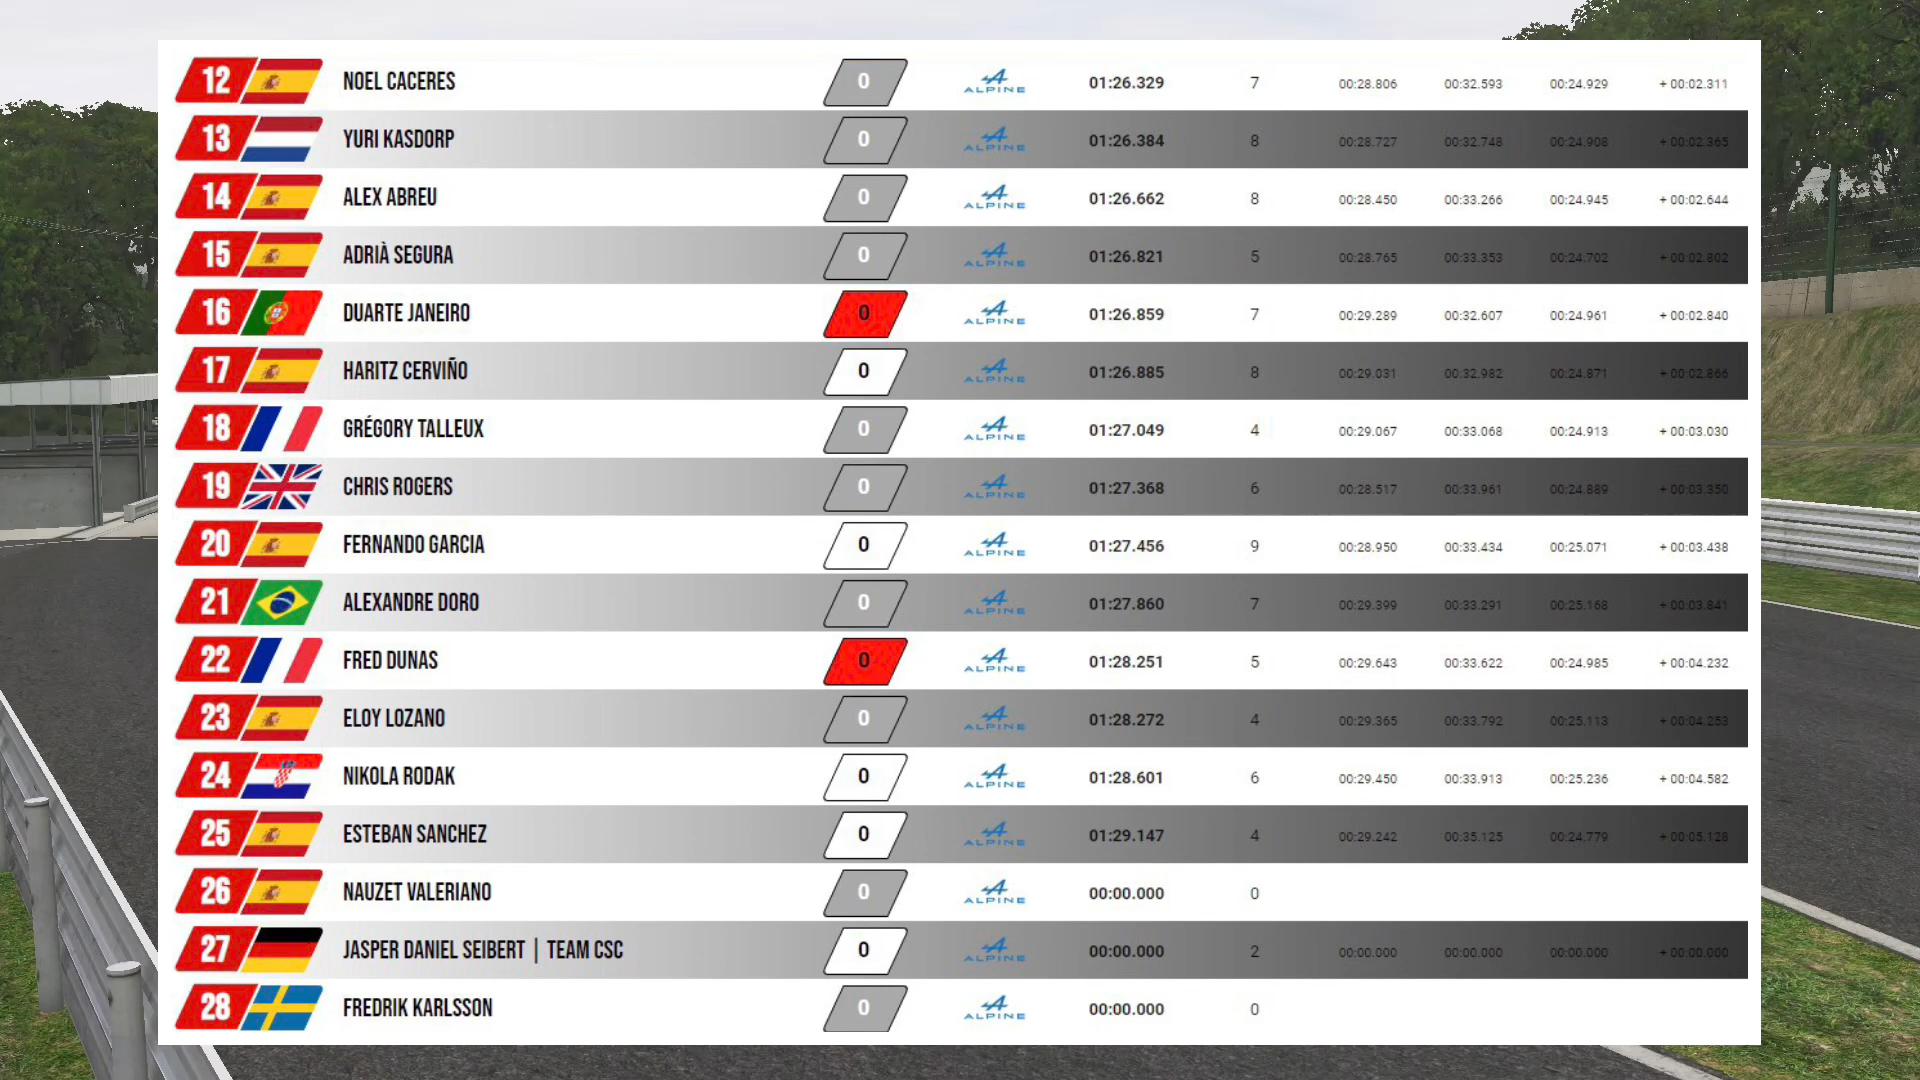 12 NOEL CACERES 0 ALPINE 01:26.329 7 00:28.806 00:32.593 00:24.929 + 00:02.311
13 YURI KASDORP 0 ALPINE 01:26.384 8 00:28.727 00:32.748 00:24.908 + 00:02.365
14 ALEX ABREU 0 ALPINE 01:26.662 8 00:28.450 00:33.266 00:24.945 + 00:02.644
15 ADRIÀ SEGURA 0 ALPINE 01:26.821 5 00:28.765 00:33.353 00:24.702 + 00:02.802
16 DUARTE JANEIRO 0 ALPINE 01:26.859 7 00:29.289 00:32.607 00:24.961 + 00:02.840
17 HARITZ CERVIÑO 0 ALPINE 01:26.885 8 00:29.031 00:32.982 00:24.871 + 00:02.866
18 GRÉGORY TALLEUX 0 ALPINE 01:27.049 4 00:29.067 00:33.068 00:24.913 + 00:03.030
19 CHRIS ROGERS 0 ALPINE 01:27.368 6 00:28.517 00:33.961 00:24.889 + 00:03.350
20 FERNANDO GARCIA 0 ALPINE 01:27.456 9 00:28.950 00:33.434 00:25.071 + 00:03.438
21 ALEXANDRE DORO 0 ALPINE 01:27.860 7 00:29.399 00:33.291 00:25.168 + 00:03.841
22 FRED DUNAS 0 ALPINE 01:28.251 5 00:29.643 00:33.622 00:24.985 + 00:04.232
23 ELOY LOZANO 0 ALPINE 01:28.272 4 00:29.365 00:33.792 00:25.113 + 00:04.253
24 NIKOLA RODAK 0 ALPINE 01:28.601 6 00:29.450 00:33.913 00:25.236 + 00:04.582
25 ESTEBAN SANCHEZ 0 ALPINE 01:29.147 4 00:29.242 00:35.125 00:24.779 + 00:05.128
26 NAUZET VALERIANO 0 ALPINE 00:00.000 0
27 JASPER DANIEL SEIBERT | TEAM CSC 0 ALPINE 00:00.000 2 00:00.000 00:00.000 00:00.000 + 00:00.000
28 FREDRIK KARLSSON 0 ALPINE 00:00.000 0